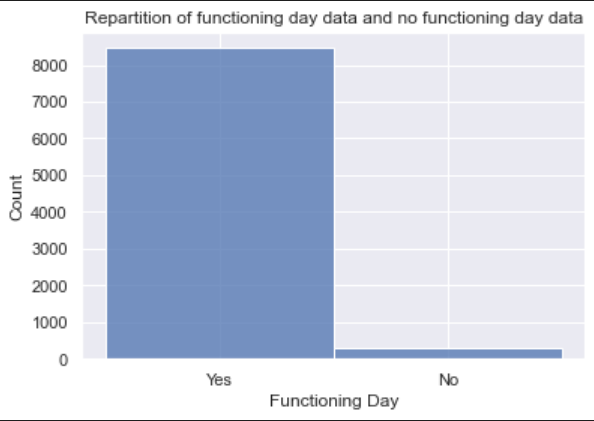 Repartition of functioning day data and no functioning day data
8000
7000
6000
5000
4000
3000
2000
1000
0
Count
Yes No
Functioning Day